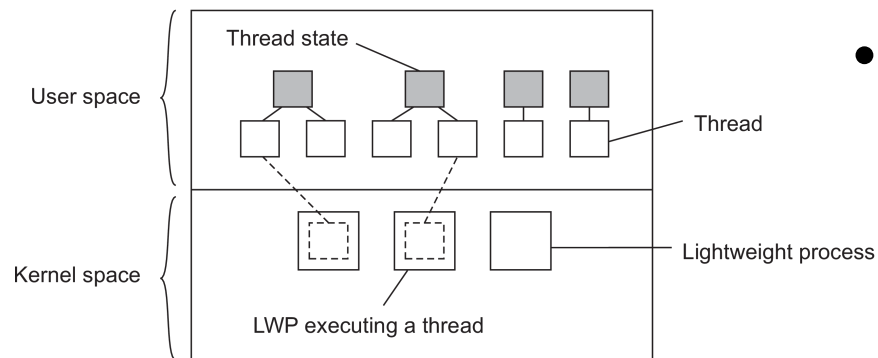 Thread state
User space
Thread
Lightweight process
Kernel space
LWP executing a thread